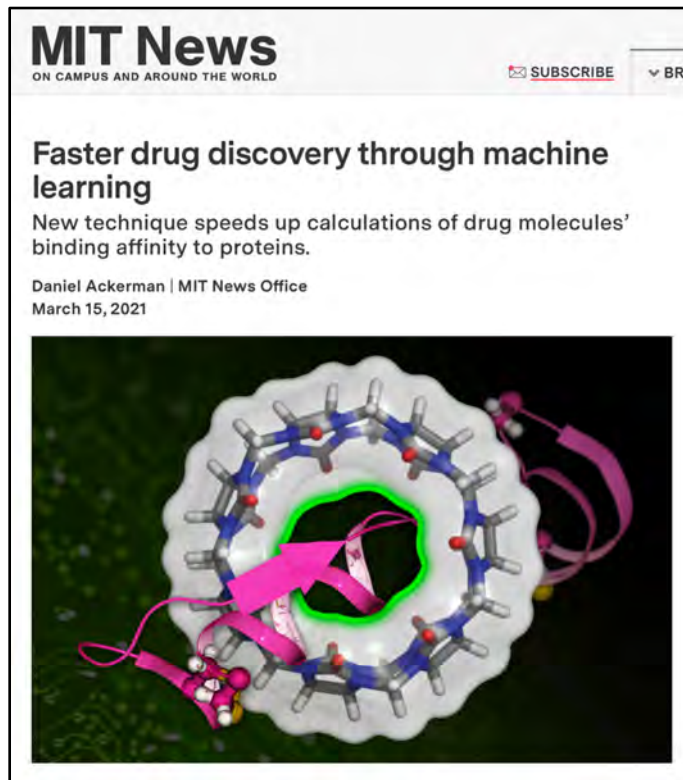 MIT News
ON CAMPUS AND AROUND THE WORLD
SUBSCRIBE
BR
Faster drug discovery through machine
learning
New technique speeds up calculations of drug molecules'
binding affinity to proteins.
Daniel Ackerman | MIT News Office
March 15, 2021